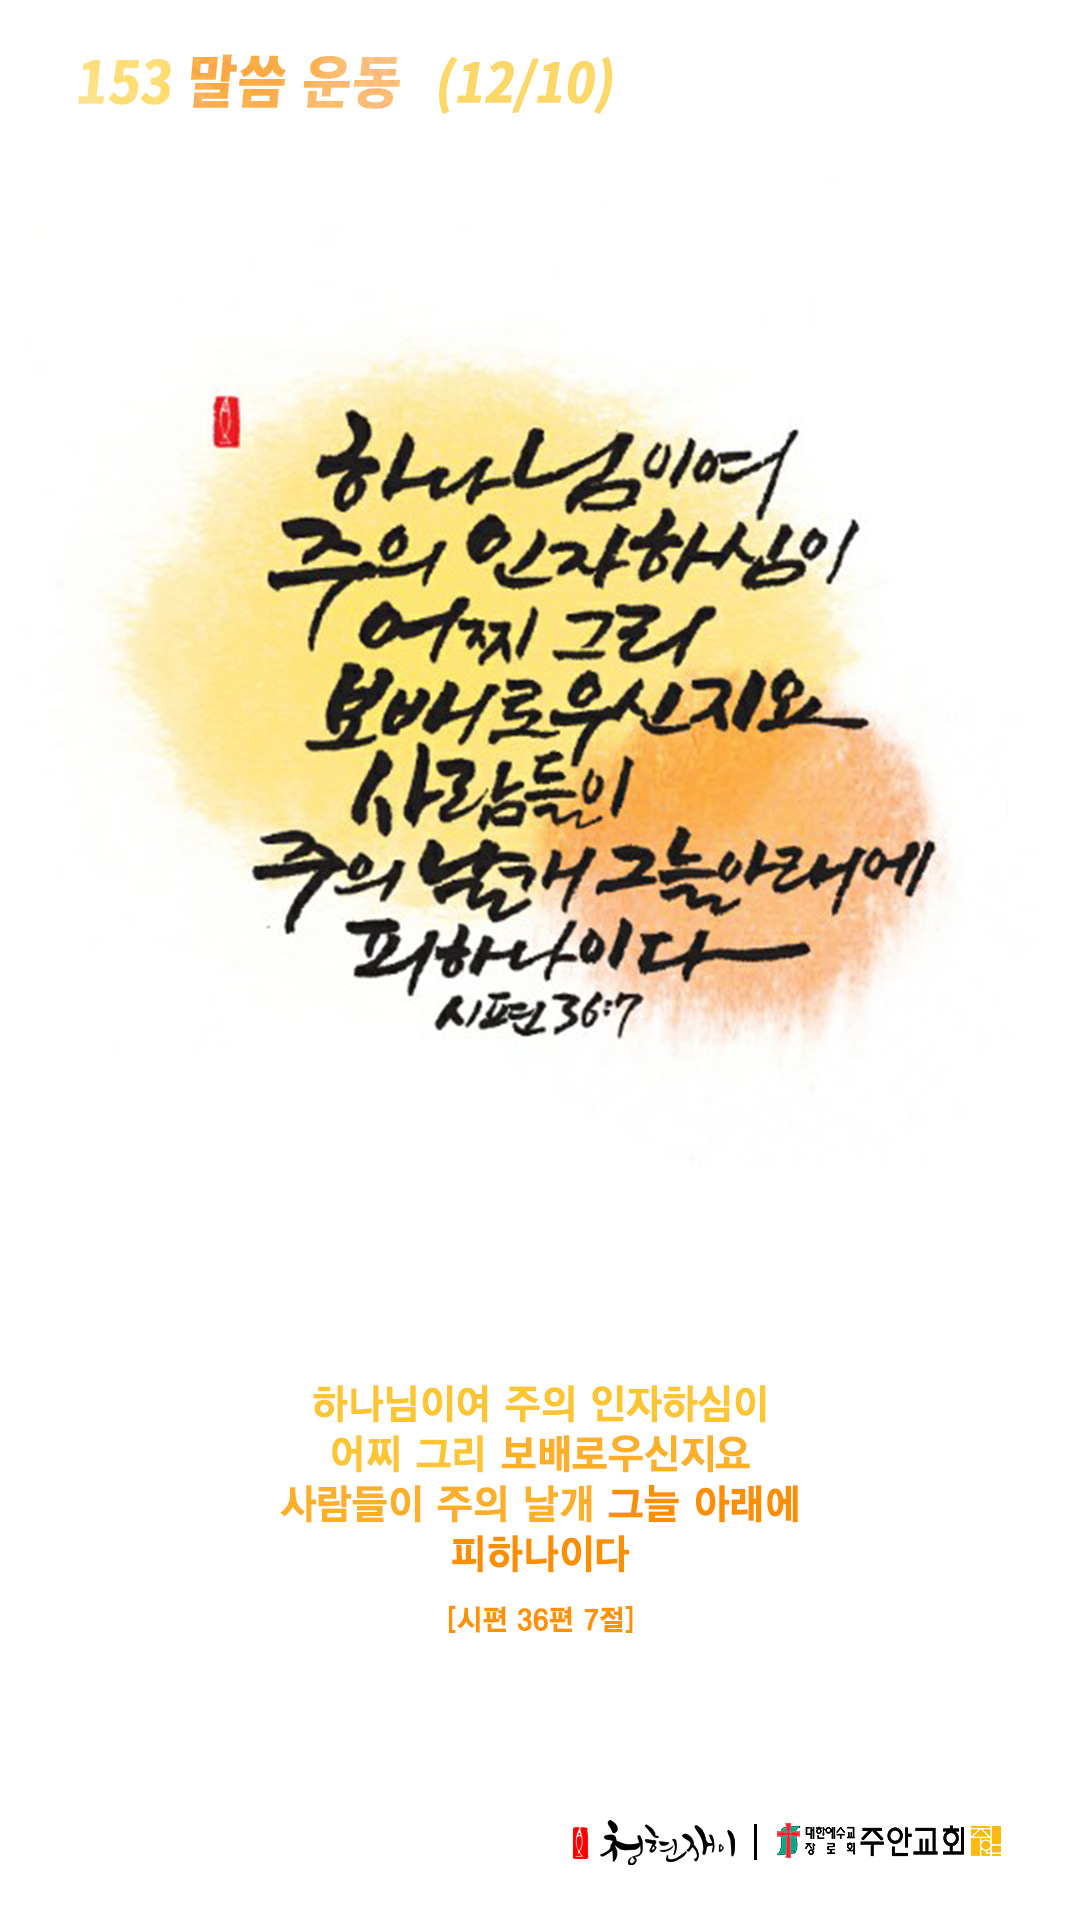 153 말씀 운동 (12/10)
하나님이여
주의 인자하심이
어찌 그리
보배로우신지요
사람들이
주의 날개 그늘아래에
피하나이다
시편 36:7
하나님이여 주의 인자하심이
어찌 그리 보배로우신지요
사람들이 주의 날개 그늘 아래에
피하나이다
[시편 36편 7절]
청현재이 | 대한예수교 장로회 주안교회